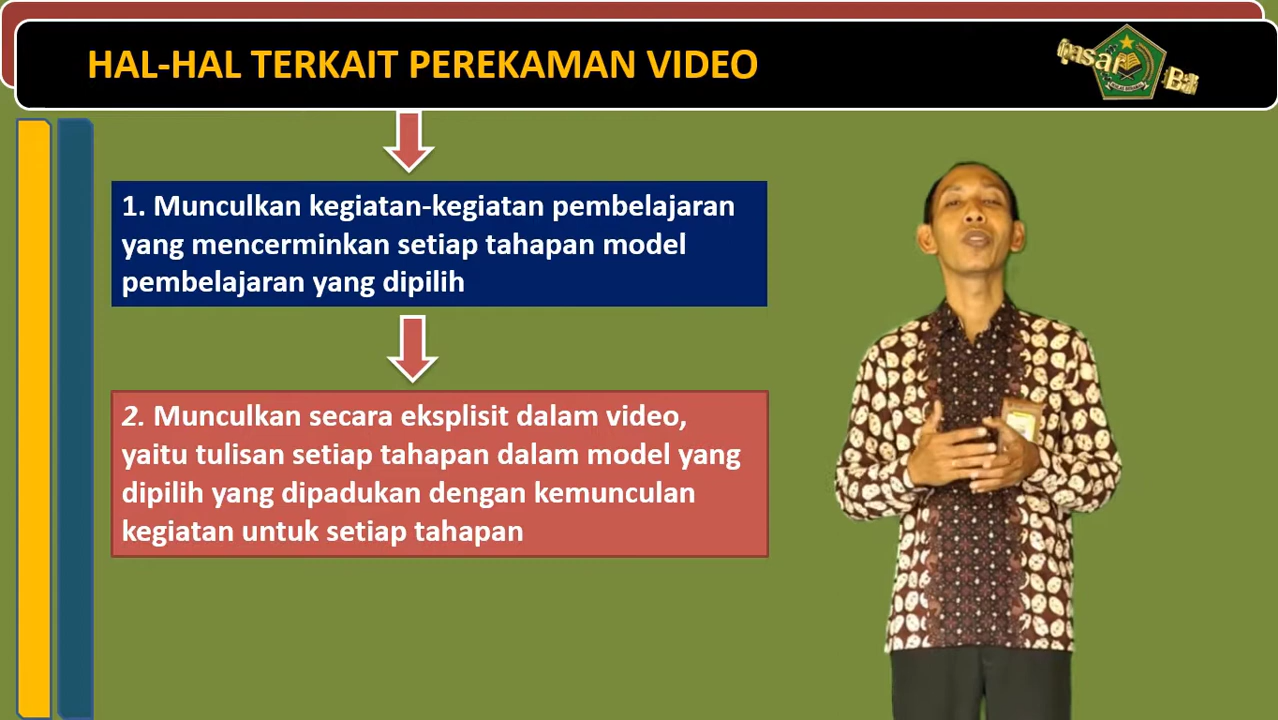 HAL-HAL TERKAIT PEREKAMAN VIDEO
pasar
Bali
1. Munculkan kegiatan-kegiatan pembelajaran
yang mencerminkan setiap tahapan model
pembelajaran yang dipilih
2. Munculkan secara eksplisit dalam video,
yaitu tulisan setiap tahapan dalam model yang
dipilih yang dipadukan dengan kemunculan
kegiatan untuk setiap tahapan